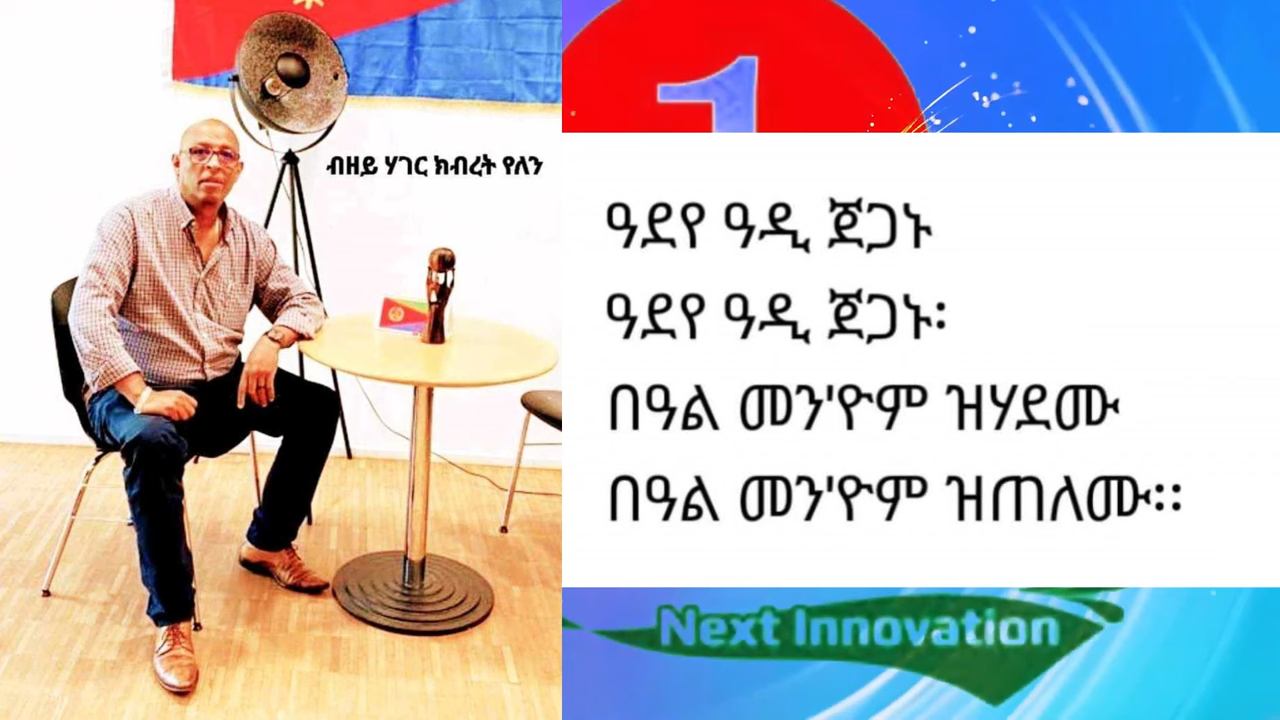 ብዘይ ሃገር ክብረት የለን
1
ዓደየ ዓዲ ጀጋኑ
ዓደየ ዓዲ ጀጋኑ፡
በዓል መን'ዮም ዝሃደሙ
በዓል መን'ዮም ዝጠለሙ።
Next Innovation